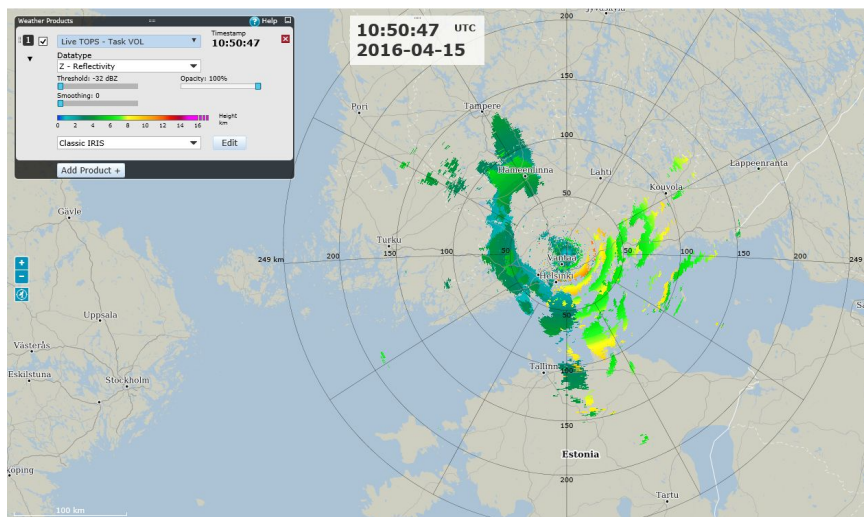 Weather Products
Help
1
Live TOPS - Task VOL
Timestamp
10:50:47
Datatype
Z - Reflectivity
Threshold: -32 dBZ
Opacity: 100%
Smoothing: 0
0 2 4 6 8 10 12 14 16
Height
km
Classic IRIS
Edit
Add Product +
10:50:47 UTC
2016-04-15
200
Jyväskylä
150
Pori
Tampere
100
Lappeenranta
Hämeenlinna
Lahti
Kouvola
50
Gävle
Turku
249 km
200
150
100
50
Vantaa
50
100
150
200
249
Helsinki
Uppsala
50
Västerås
Eskilstuna
Stockholm
Tallinn
100
150
Estonia
200
Tartu
köping
100 km